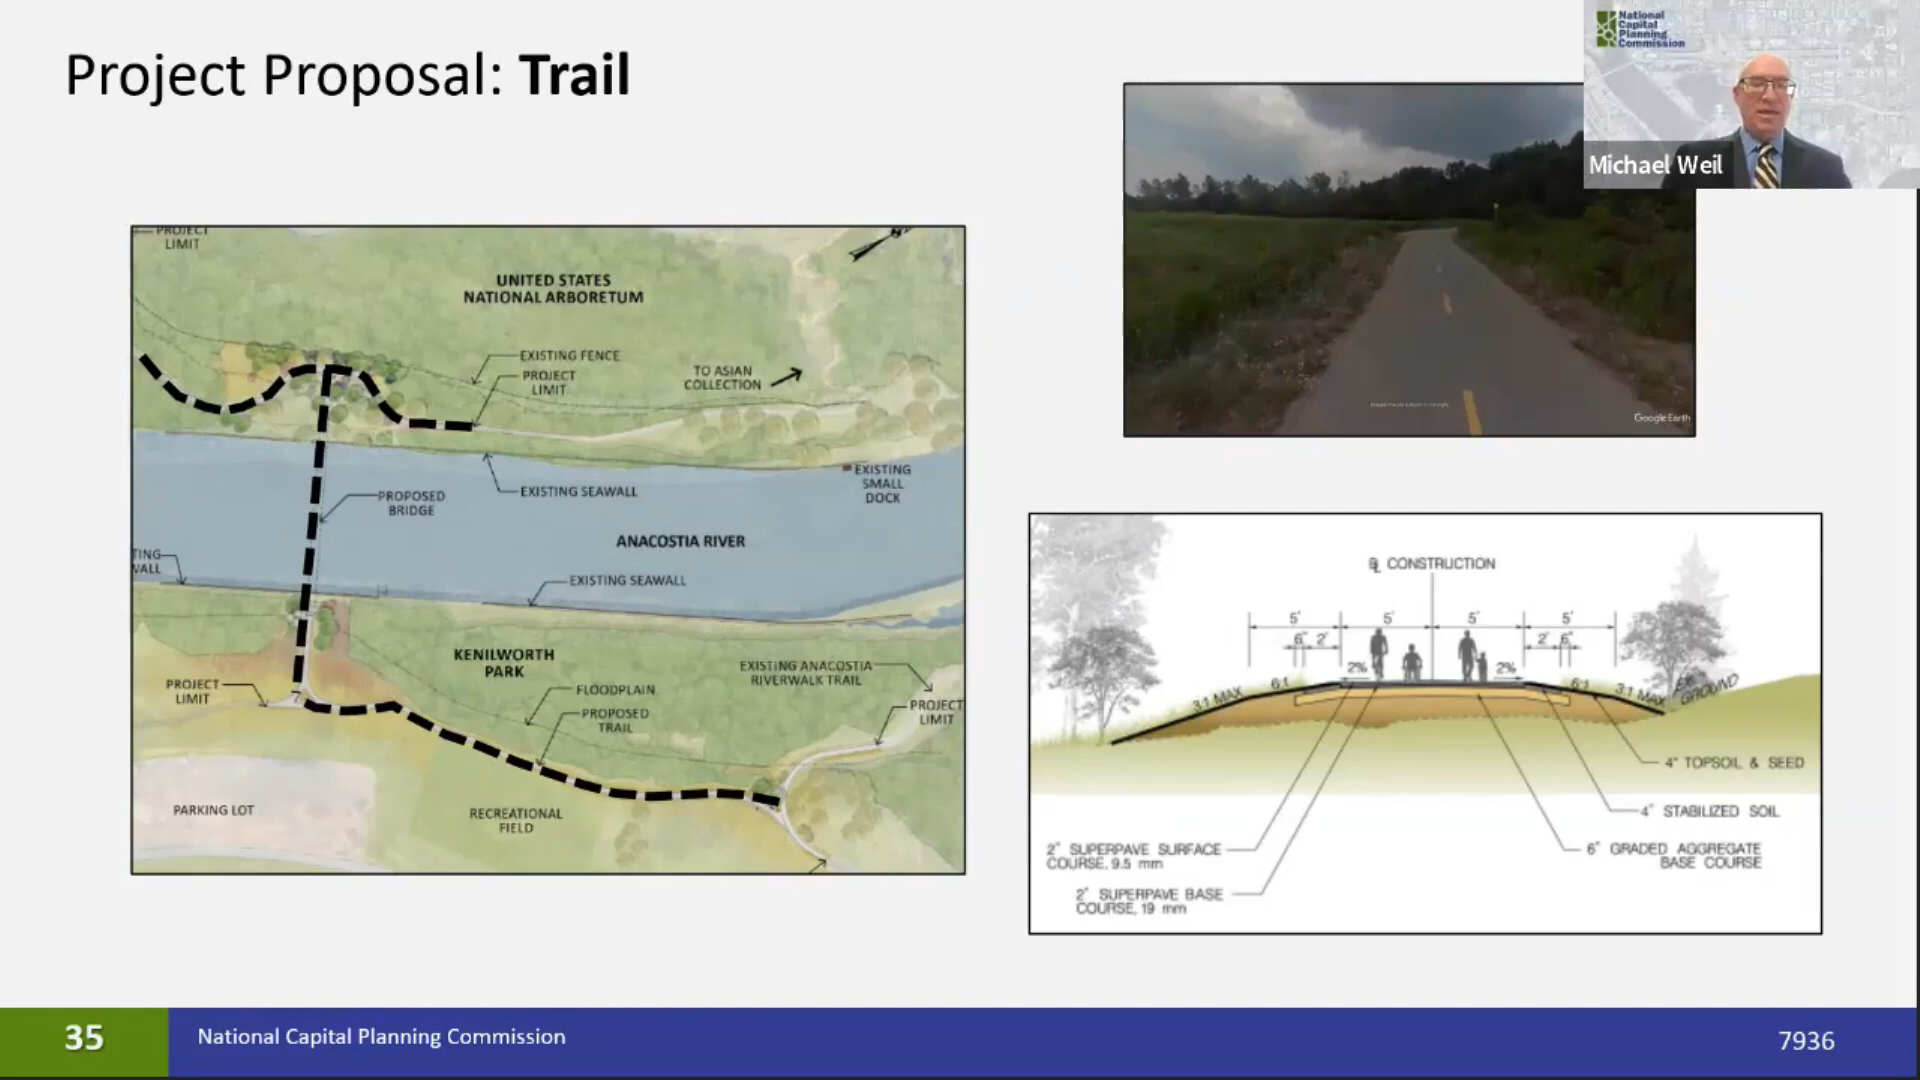 Project Proposal: Trail
National
Capital
Planning
Commission
Michael Weil
Google Earth
PROJECT
LIMIT
UNITED STATES
NATIONAL ARBORETUM
EXISTING FENCE
PROJECT
LIMIT
TO ASIAN
COLLECTION
EXISTING
SMALL
DOCK
PROPOSED
BRIDGE
EXISTING SEAWALL
ANACOSTIA RIVER
TING
VALL
EXISTING SEAWALL
KENILWORTH
PARK
EXISTING ANACOSTIA
RIVERWALK TRAIL
PROJECT
LIMIT
FLOODPLAIN
PROPOSED
TRAIL
PROJECT
LIMIT
PARKING LOT
RECREATIONAL
FIELD
℄ CONSTRUCTION
5' 5' 5' 5'
6" 2' 2' 6"
2% 2%
3:1 MAX 6:1 6:1 3:1 MAX
EX. GROUND
4" TOPSOIL & SEED
4" STABILIZED SOIL
6" GRADED AGGREGATE
BASE COURSE
2" SUPERPAVE SURFACE
COURSE, 9.5 mm
2" SUPERPAVE BASE
COURSE, 19 mm
35
National Capital Planning Commission
7936